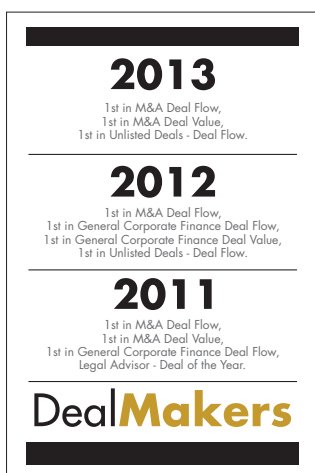 2013
1st in M&A Deal Flow,
1st in M&A Deal Value,
1st in Unlisted Deals - Deal Flow.
2012
1st in M&A Deal Flow,
1st in General Corporate Finance Deal Flow,
1st in General Corporate Finance Deal Value,
1st in Unlisted Deals - Deal Flow.
2011
1st in M&A Deal Flow,
1st in M&A Deal Value,
1st in General Corporate Finance Deal Flow,
Legal Advisor - Deal of the Year.
DealMakers